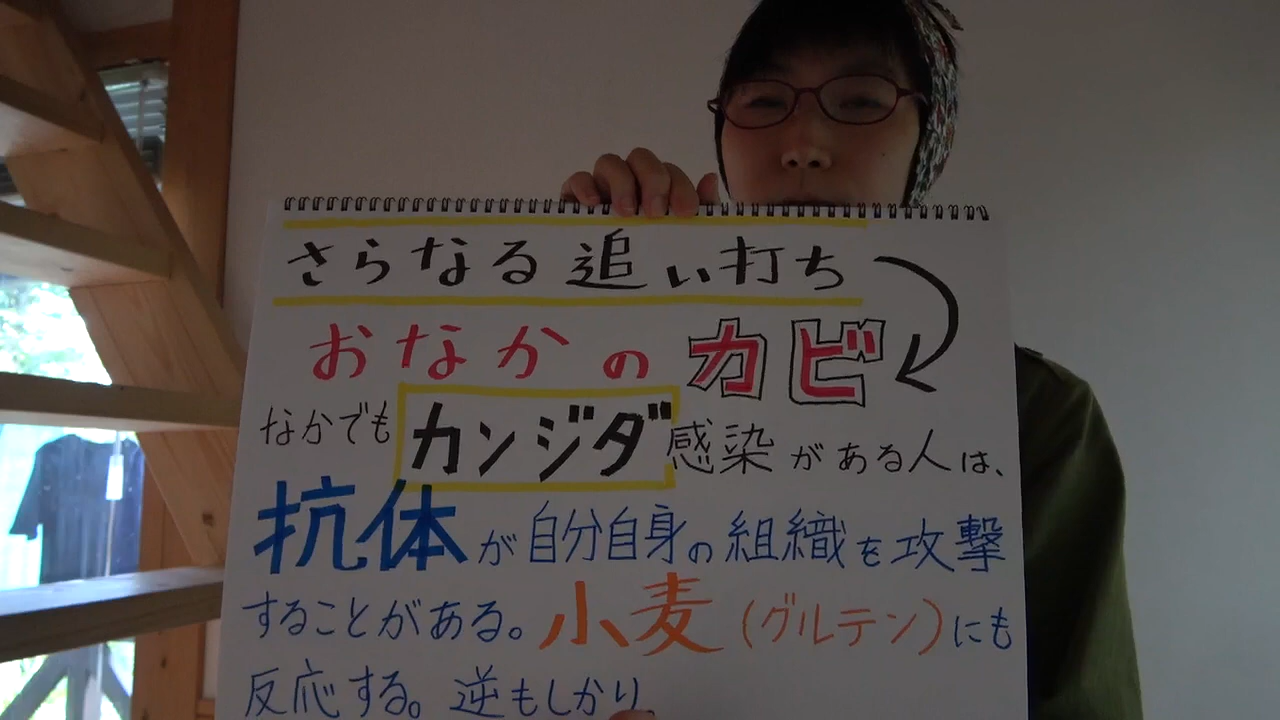 さらなる追い打ち
おなかのカビ
なかでもカンジダ感染がある人は、
抗体が自分自身の組織を攻撃
することがある。小麦(グルテン)にも
反応する。逆もしかり